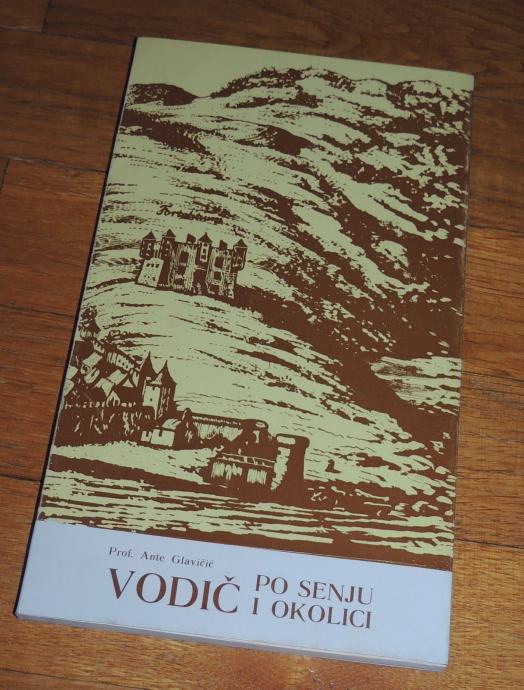 Prof. Ante Glavičić
VODIČ PO SENJU
I OKOLICI